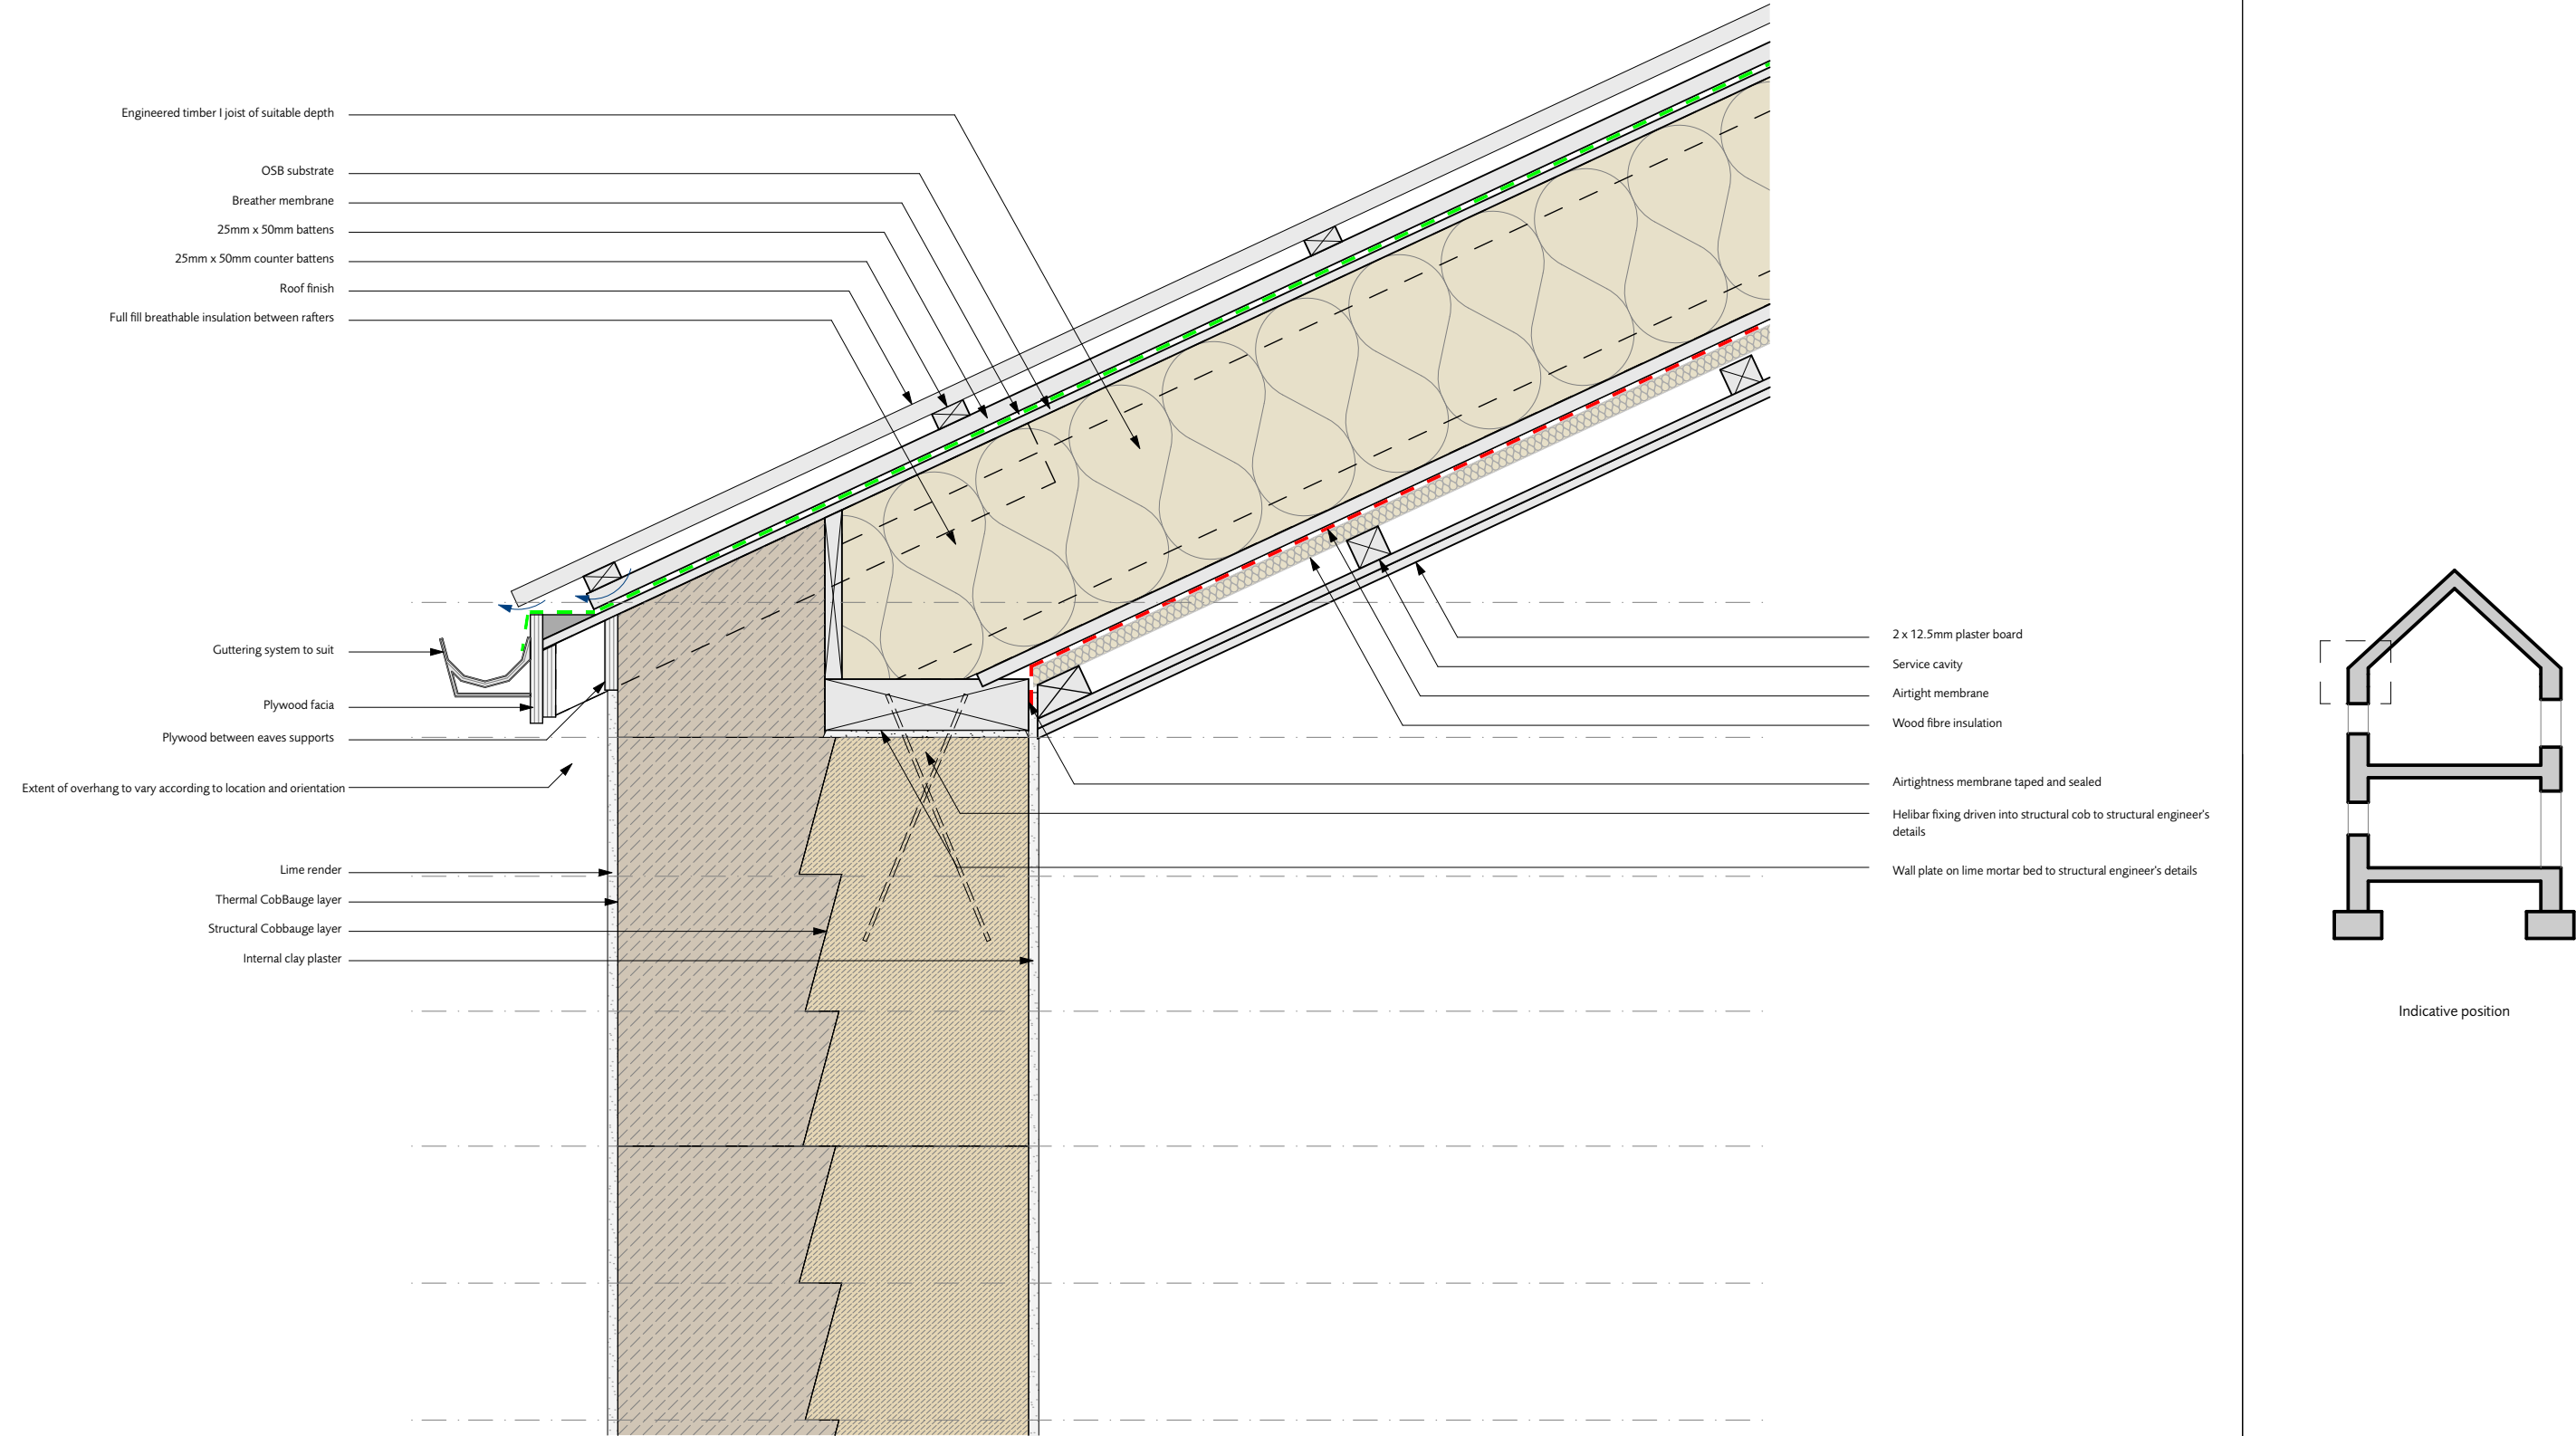 Engineered timber I joist of suitable depth
OSB substrate
Breather membrane
25mm x 50mm battens
25mm x 50mm counter battens
Roof finish
Full fill breathable insulation between rafters
Guttering system to suit
Plywood facia
Plywood between eaves supports
Extent of overhang to vary according to location and orientation
Lime render
Thermal CobBauge layer
Structural Cobbauge layer
Internal clay plaster
2 x 12.5mm plaster board
Service cavity
Airtight membrane
Wood fibre insulation
Airtightness membrane taped and sealed
Helibar fixing driven into structural cob to structural engineer's
details
Wall plate on lime mortar bed to structural engineer's details
Indicative position